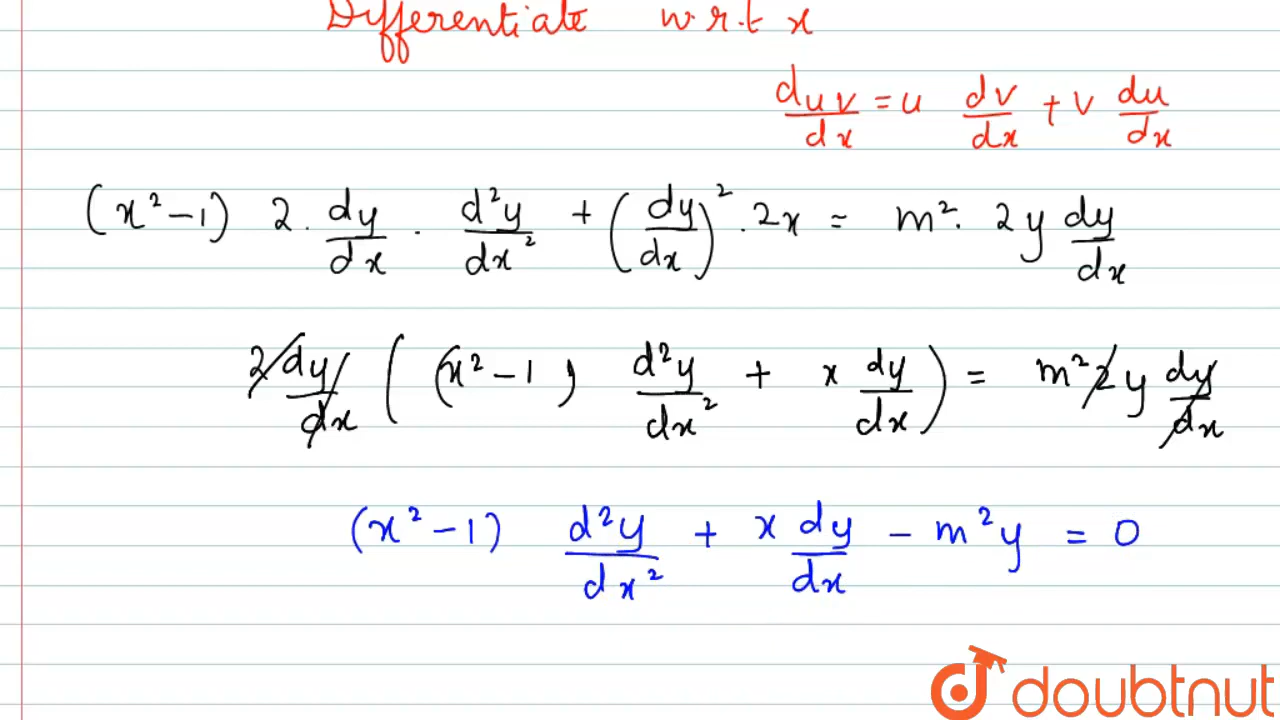 Differentiate w.r.t x
duv/dx = u dv/dx + v du/dx
(x² - 1) 2 . dy/dx . d²y/dx² + (dy/dx)² . 2x = m² . 2y dy/dx
2 dy/dx ( (x² - 1) d²y/dx² + x dy/dx ) = m² 2 y dy/dx
(x² - 1) d²y/dx² + x dy/dx - m²y = 0
doubtnut